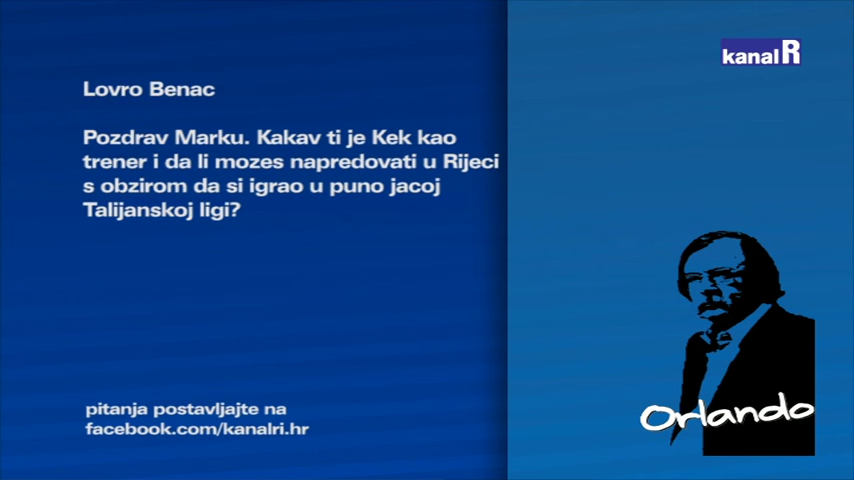 kanal R
Lovro Benac
Pozdrav Marku. Kakav ti je Kek kao
trener i da li mozes napredovati u Rijeci
s obzirom da si igrao u puno jacoj
Talijanskoj ligi?
Orlando
pitanja postavljajte na
facebook.com/kanalri.hr